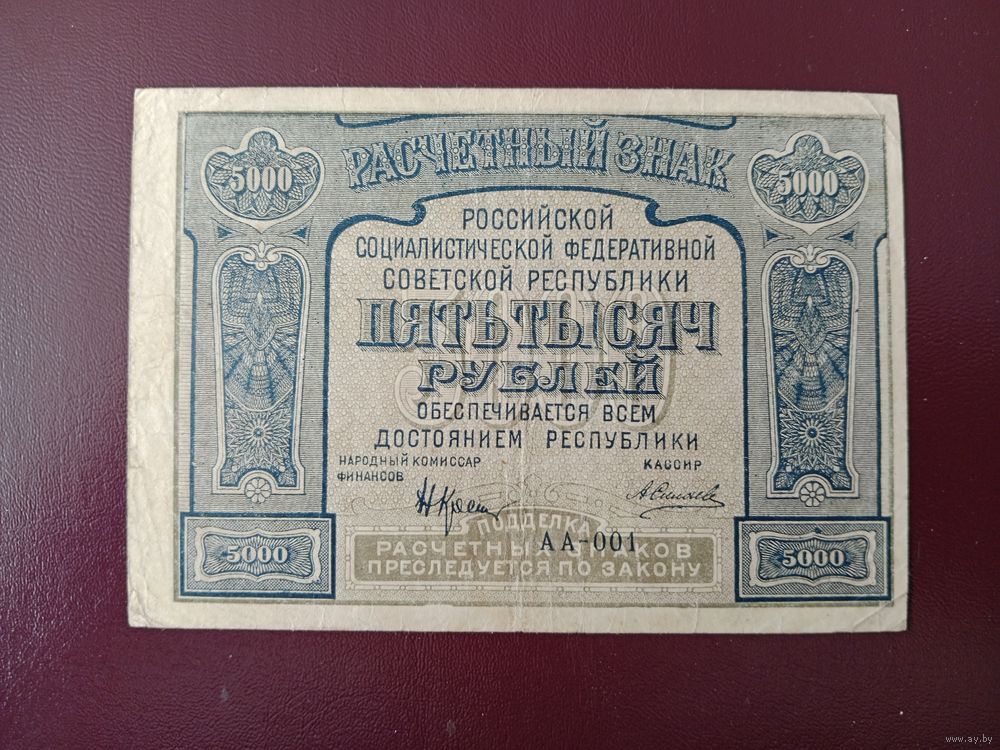 РАСЧЕТНЫЙ ЗНАК
5000
5000
РОССИЙСКОЙ
СОЦИАЛИСТИЧЕСКОЙ ФЕДЕРАТИВНОЙ
СОВЕТСКОЙ РЕСПУБЛИКИ
ПЯТЬ ТЫСЯЧ
РУБЛЕЙ
ОБЕСПЕЧИВАЕТСЯ ВСЕМ
ДОСТОЯНИЕМ РЕСПУБЛИКИ
НАРОДНЫЙ КОМИССАР
ФИНАНСОВ
КАССИР
ПОДДЕЛКА
АА-001
РАСЧЕТНЫХ ЗНАКОВ
ПРЕСЛЕДУЕТСЯ ПО ЗАКОНУ
5000
5000
www.ay.by